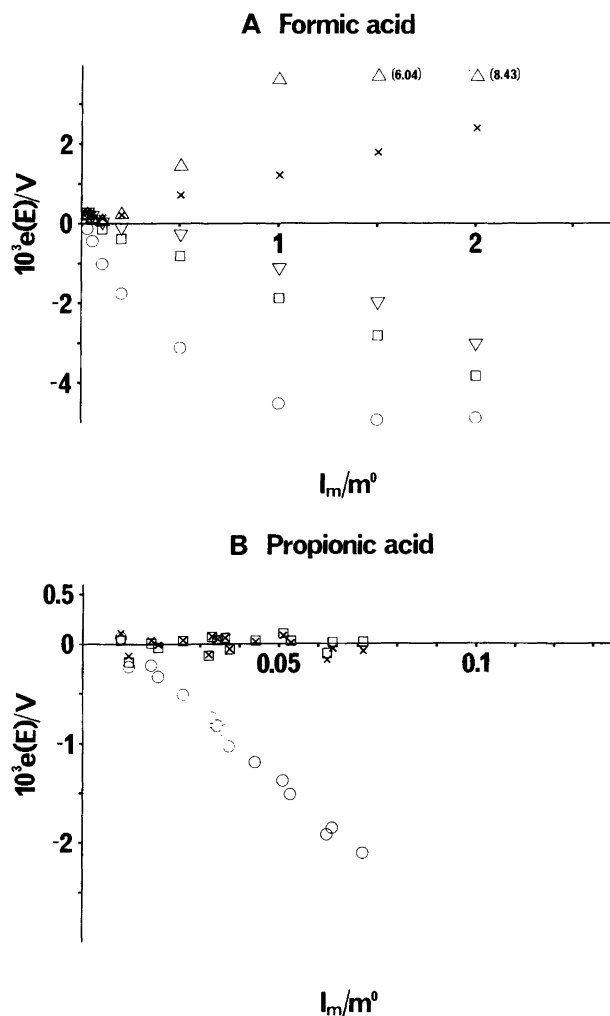 A Formic acid
(6.04) (8.43)
2
10³e(E)/V
0
1 2
-2
-4
Iₘ/m⁰
B Propionic acid
0.5
0
0.05 0.1
10³e(E)/V
-1
-2
Iₘ/m⁰